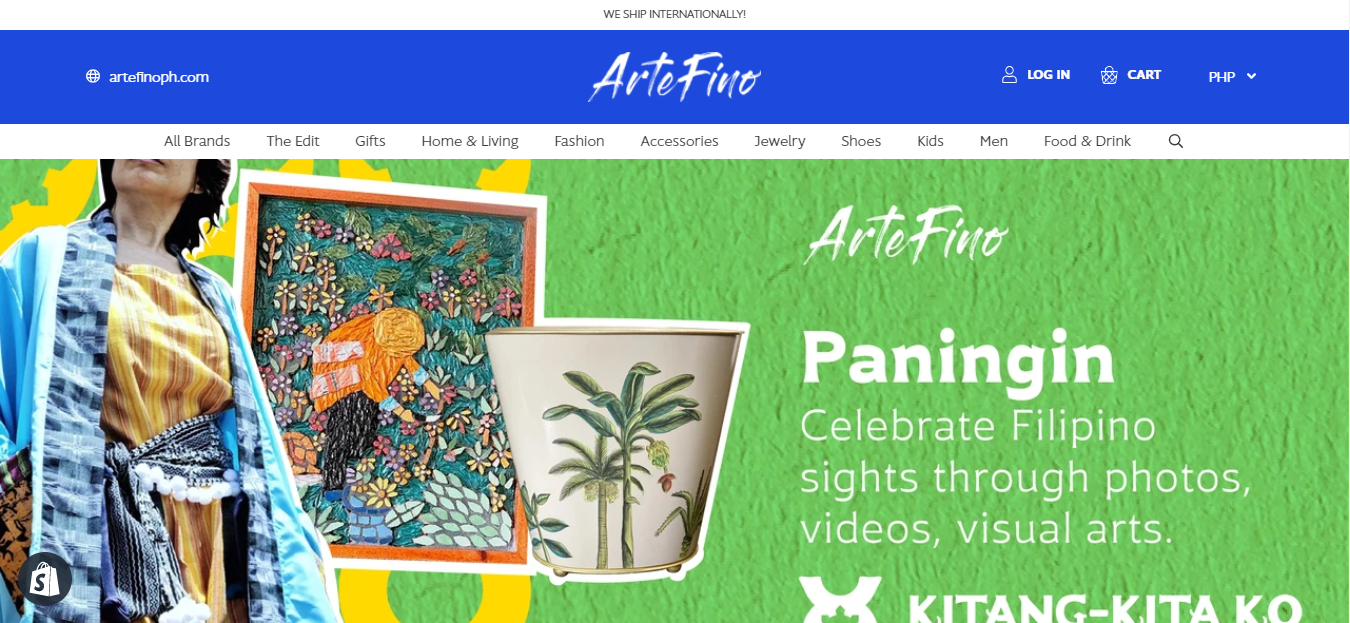 WE SHIP INTERNATIONALLY!
artefinoph.com
ArteFino
LOG IN
CART
PHP
All Brands The Edit Gifts Home & Living Fashion Accessories Jewelry Shoes Kids Men Food & Drink
ArteFino
Paningin
Celebrate Filipino
sights through photos,
videos, visual arts.
KITANG-KITA KO